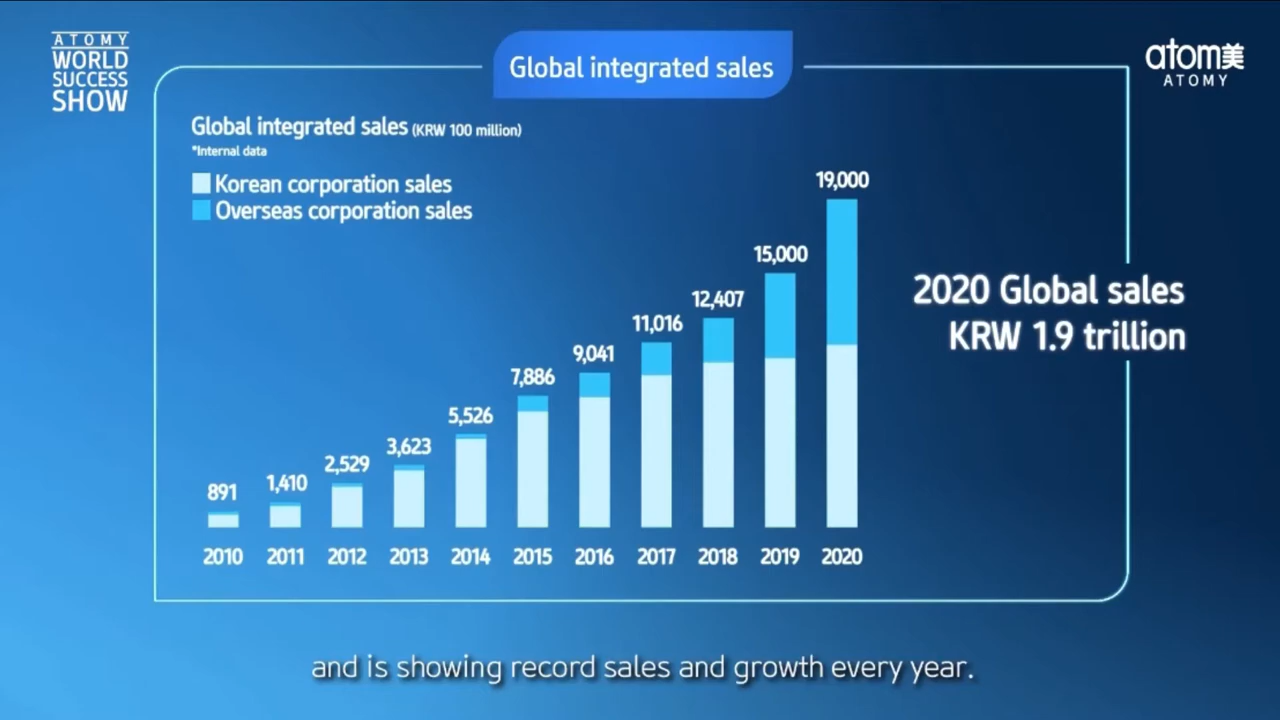 ATOMY
WORLD
SUCCESS
SHOW
Global integrated sales
atom美
ATOMY
Global integrated sales (KRW 100 million)
*Internal data
Korean corporation sales
Overseas corporation sales
891
1,410
2,529
3,623
5,526
7,886
9,041
11,016
12,407
15,000
19,000
2020 Global sales
KRW 1.9 trillion
2010 2011 2012 2013 2014 2015 2016 2017 2018 2019 2020
and is showing record sales and growth every year.